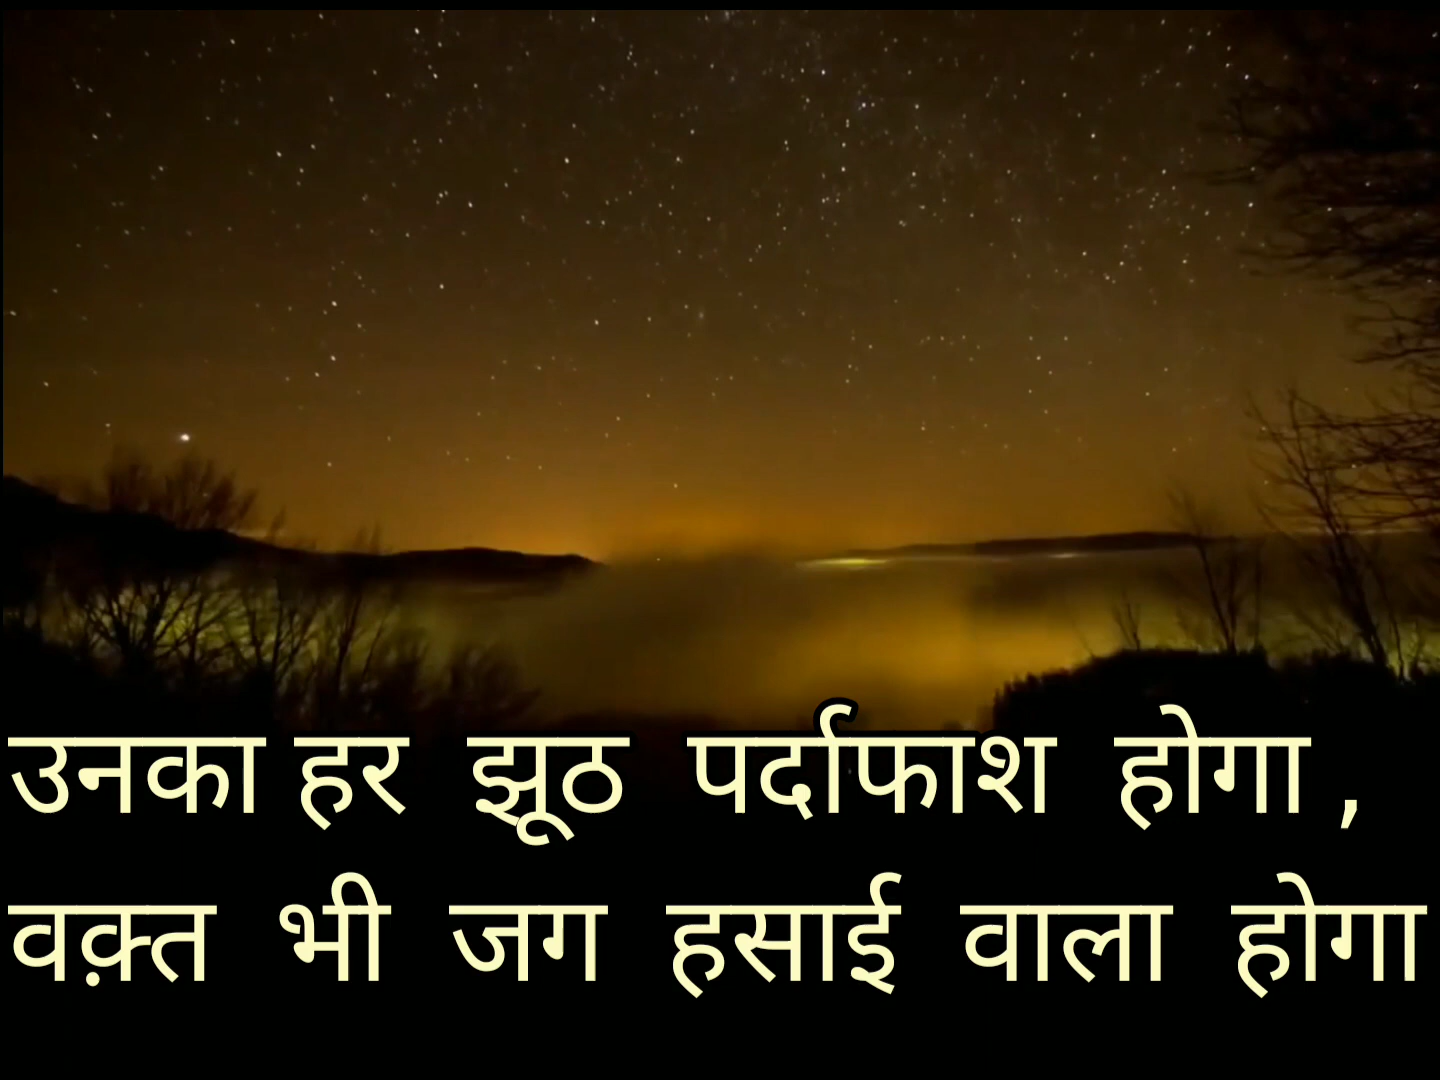 उनका हर झूठ पर्दाफाश होगा ,
वक़्त भी जग हसाई वाला होगा